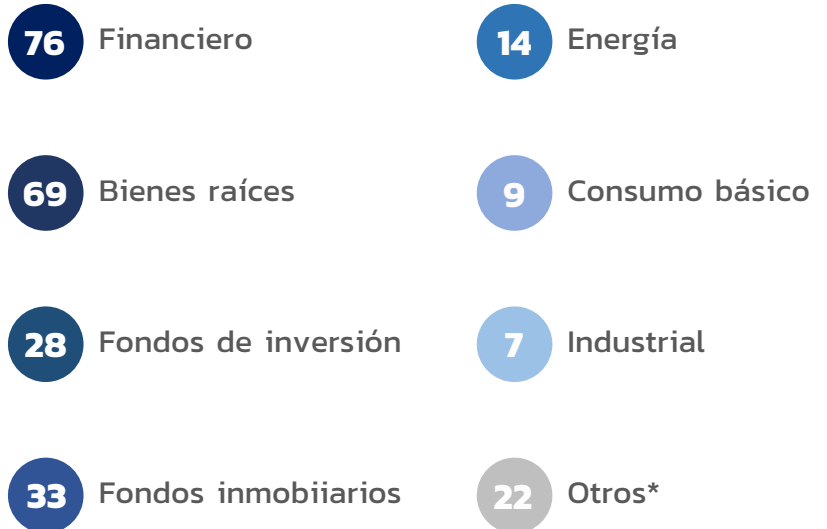 76 Financiero
14 Energía
69 Bienes raíces
9 Consumo básico
28 Fondos de inversión
7 Industrial
33 Fondos inmobiiarios
22 Otros*